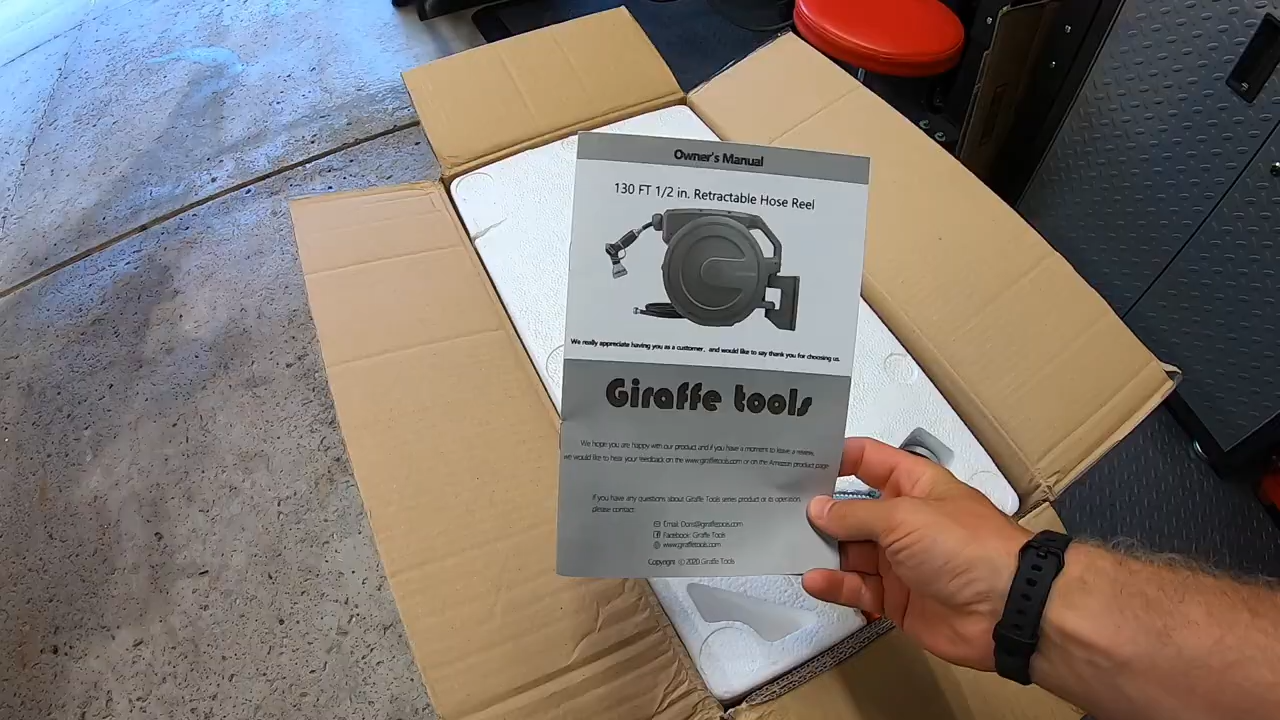 Owner's Manual
130 FT 1/2 in. Retractable Hose Reel
We really appreciate having you as a customer, and would like to say thank you for choosing us.
Giraffe tools
We hope you are happy with our product and if you have a moment to leave a review,
we would like to hear your feedback on the www.giraffetools.com or on the Amazon product page
If you have any questions about Giraffe Tools series product or its operation,
please contact:
Email: Doris@giraffetools.com
Facebook: Giraffe Tools
www.giraffetools.com
Copyright © 2020 Giraffe Tools